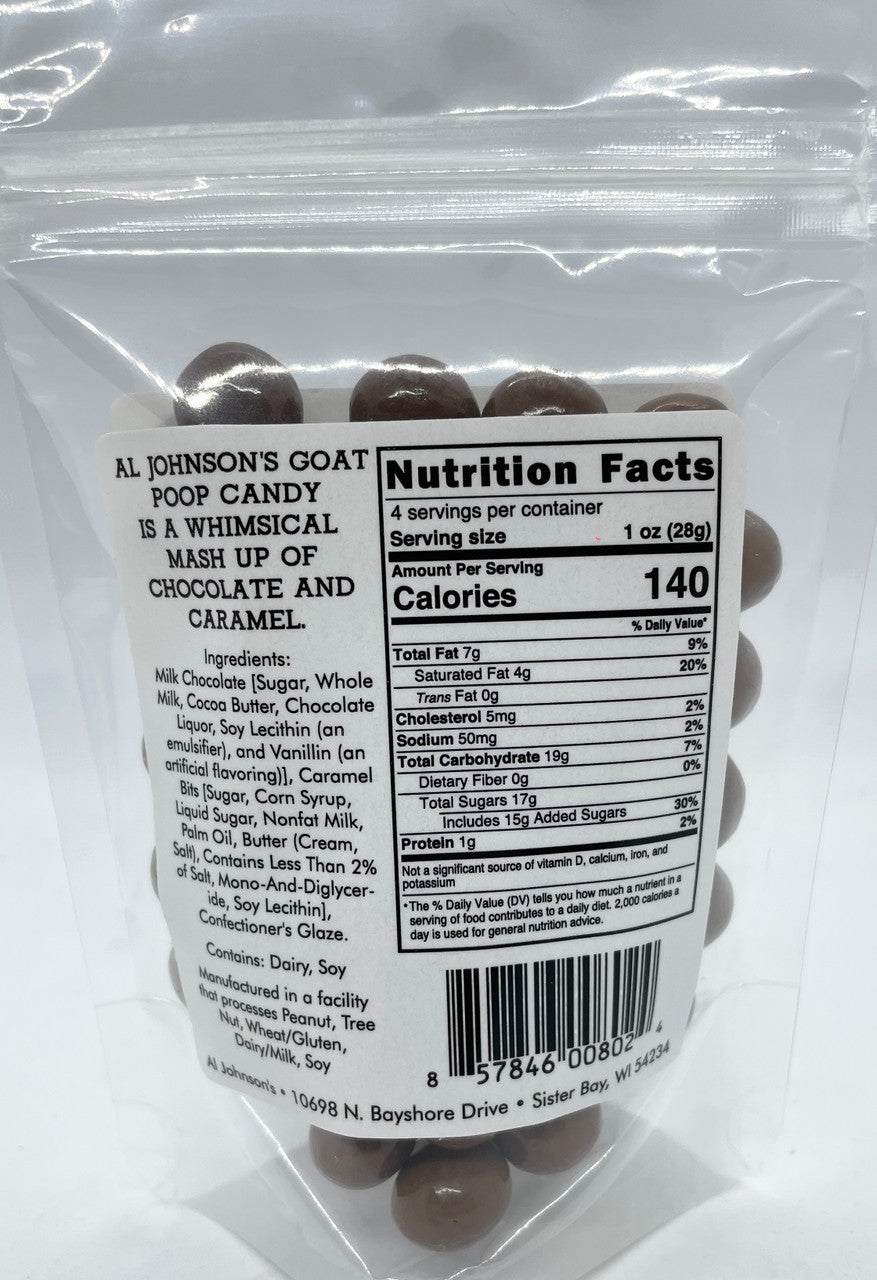 AL JOHNSON'S GOAT
POOP CANDY
IS A WHIMSICAL
MASH UP OF
CHOCOLATE AND
CARAMEL.
Ingredients:
Milk Chocolate [Sugar, Whole
Milk, Cocoa Butter, Chocolate
Liquor, Soy Lecithin (an
emulsifier), and Vanillin (an
artificial flavoring)], Caramel
Bits [Sugar, Corn Syrup,
Liquid Sugar, Nonfat Milk,
Palm Oil, Butter (Cream,
Salt), Contains Less Than 2%
of Salt, Mono-And-Diglycer-
ide, Soy Lecithin],
Confectioner's Glaze.
Contains: Dairy, Soy
Manufactured in a facility
that processes Peanut, Tree
Nut, Wheat/Gluten,
Dairy/Milk, Soy
Nutrition Facts
4 servings per container
Serving size 1 oz (28g)
Amount Per Serving
Calories 140
% Daily Value*
Total Fat 7g 9%
Saturated Fat 4g 20%
Trans Fat 0g
Cholesterol 5mg 2%
Sodium 50mg 2%
Total Carbohydrate 19g 7%
Dietary Fiber 0g 0%
Total Sugars 17g
Includes 15g Added Sugars 30%
Protein 1g 2%
Not a significant source of vitamin D, calcium, iron, and
potassium
*The % Daily Value (DV) tells you how much a nutrient in a
serving of food contributes to a daily diet. 2,000 calories a
day is used for general nutrition advice.
8 57846 00802 4
Al Johnson's • 10698 N. Bayshore Drive • Sister Bay, WI 54234